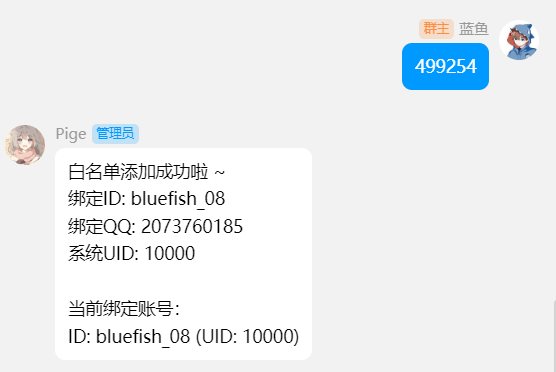 群主 蓝鱼
499254
Pige 管理员
白名单添加成功啦 ~
绑定ID: bluefish_08
绑定QQ: 2073760185
系统UID: 10000
当前绑定账号：
ID: bluefish_08 (UID: 10000)